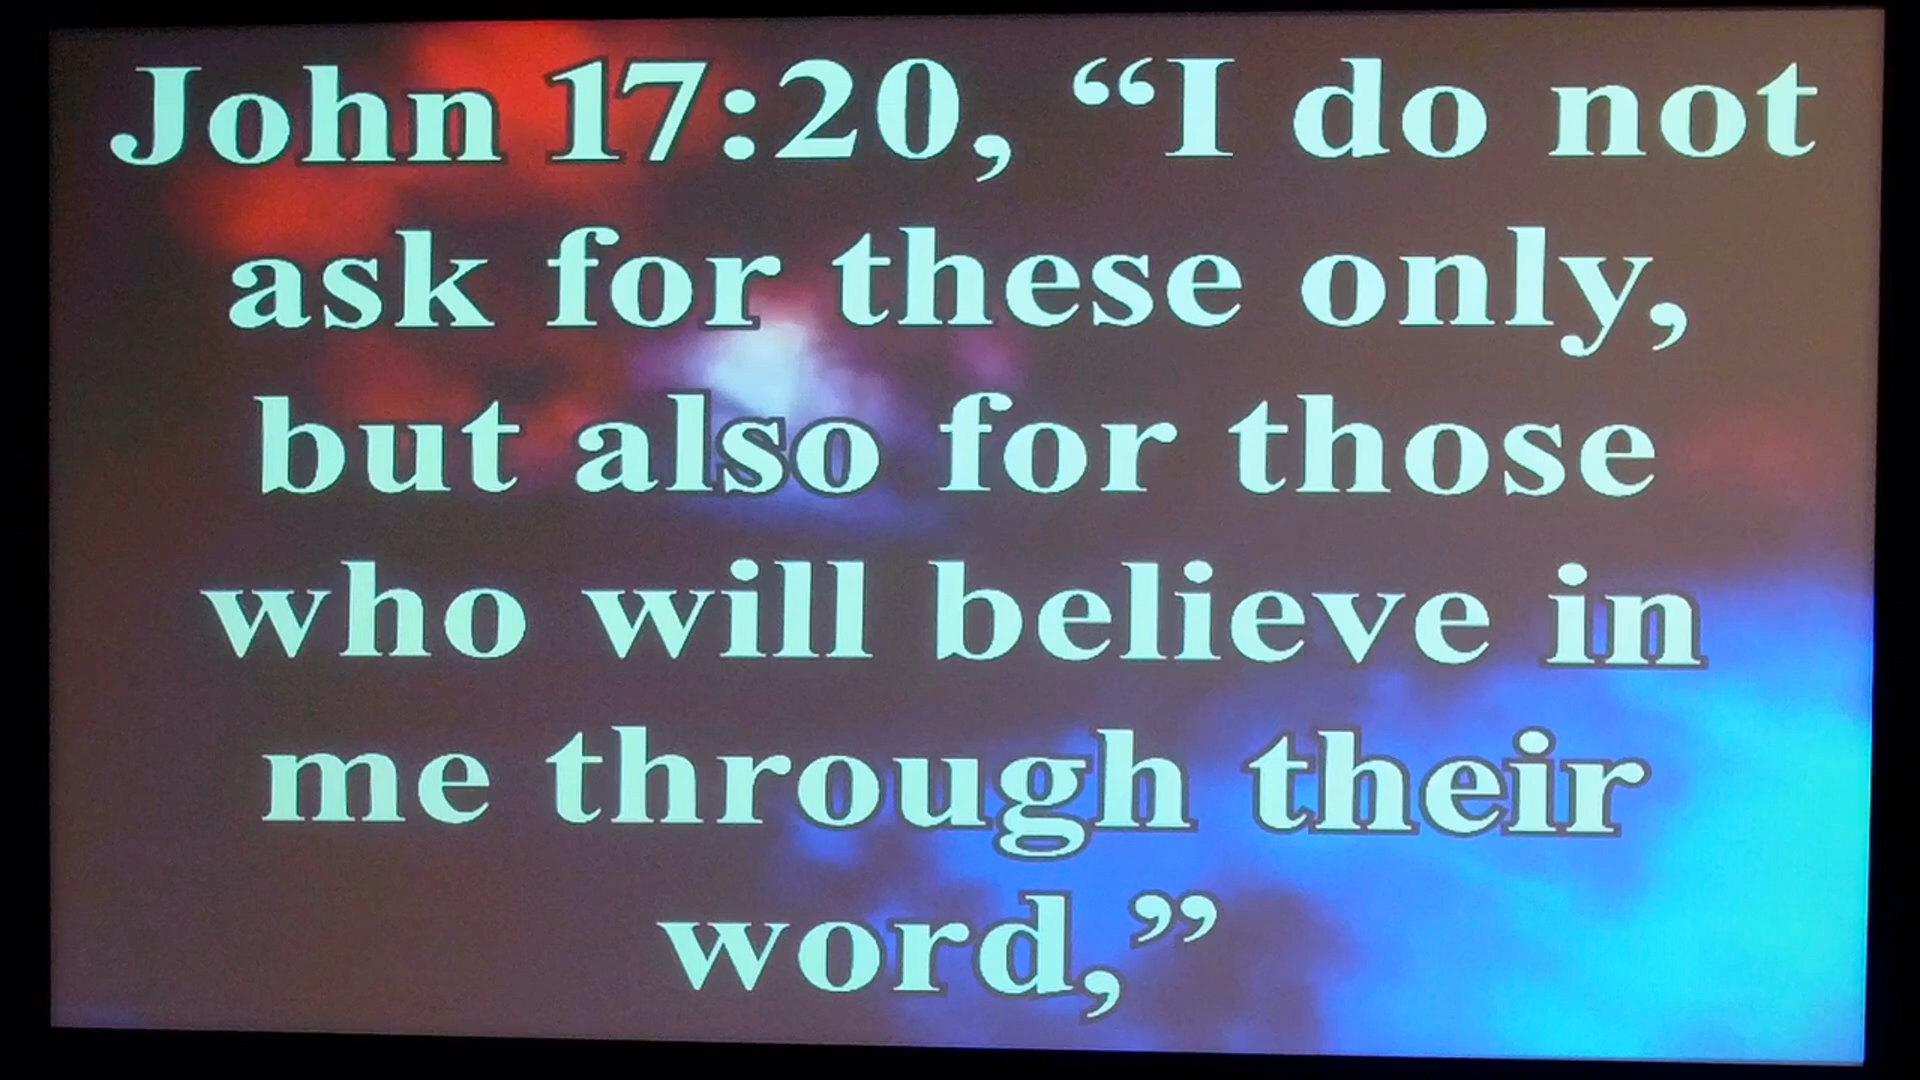 John 17:20, “I do not
ask for these only,
but also for those
who will believe in
me through their
word,”